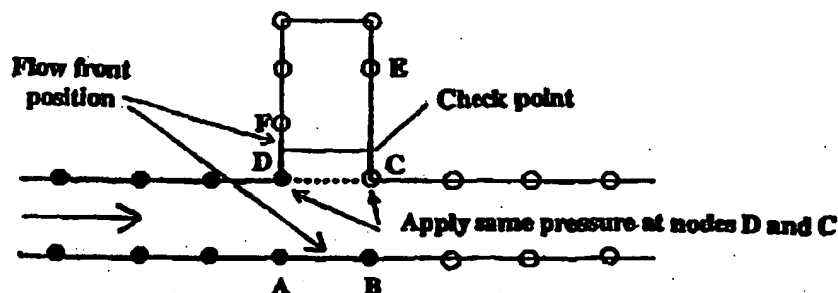 Flow front
position
E
Check point
F
D
C
Apply same pressure at nodes D and C
A
B